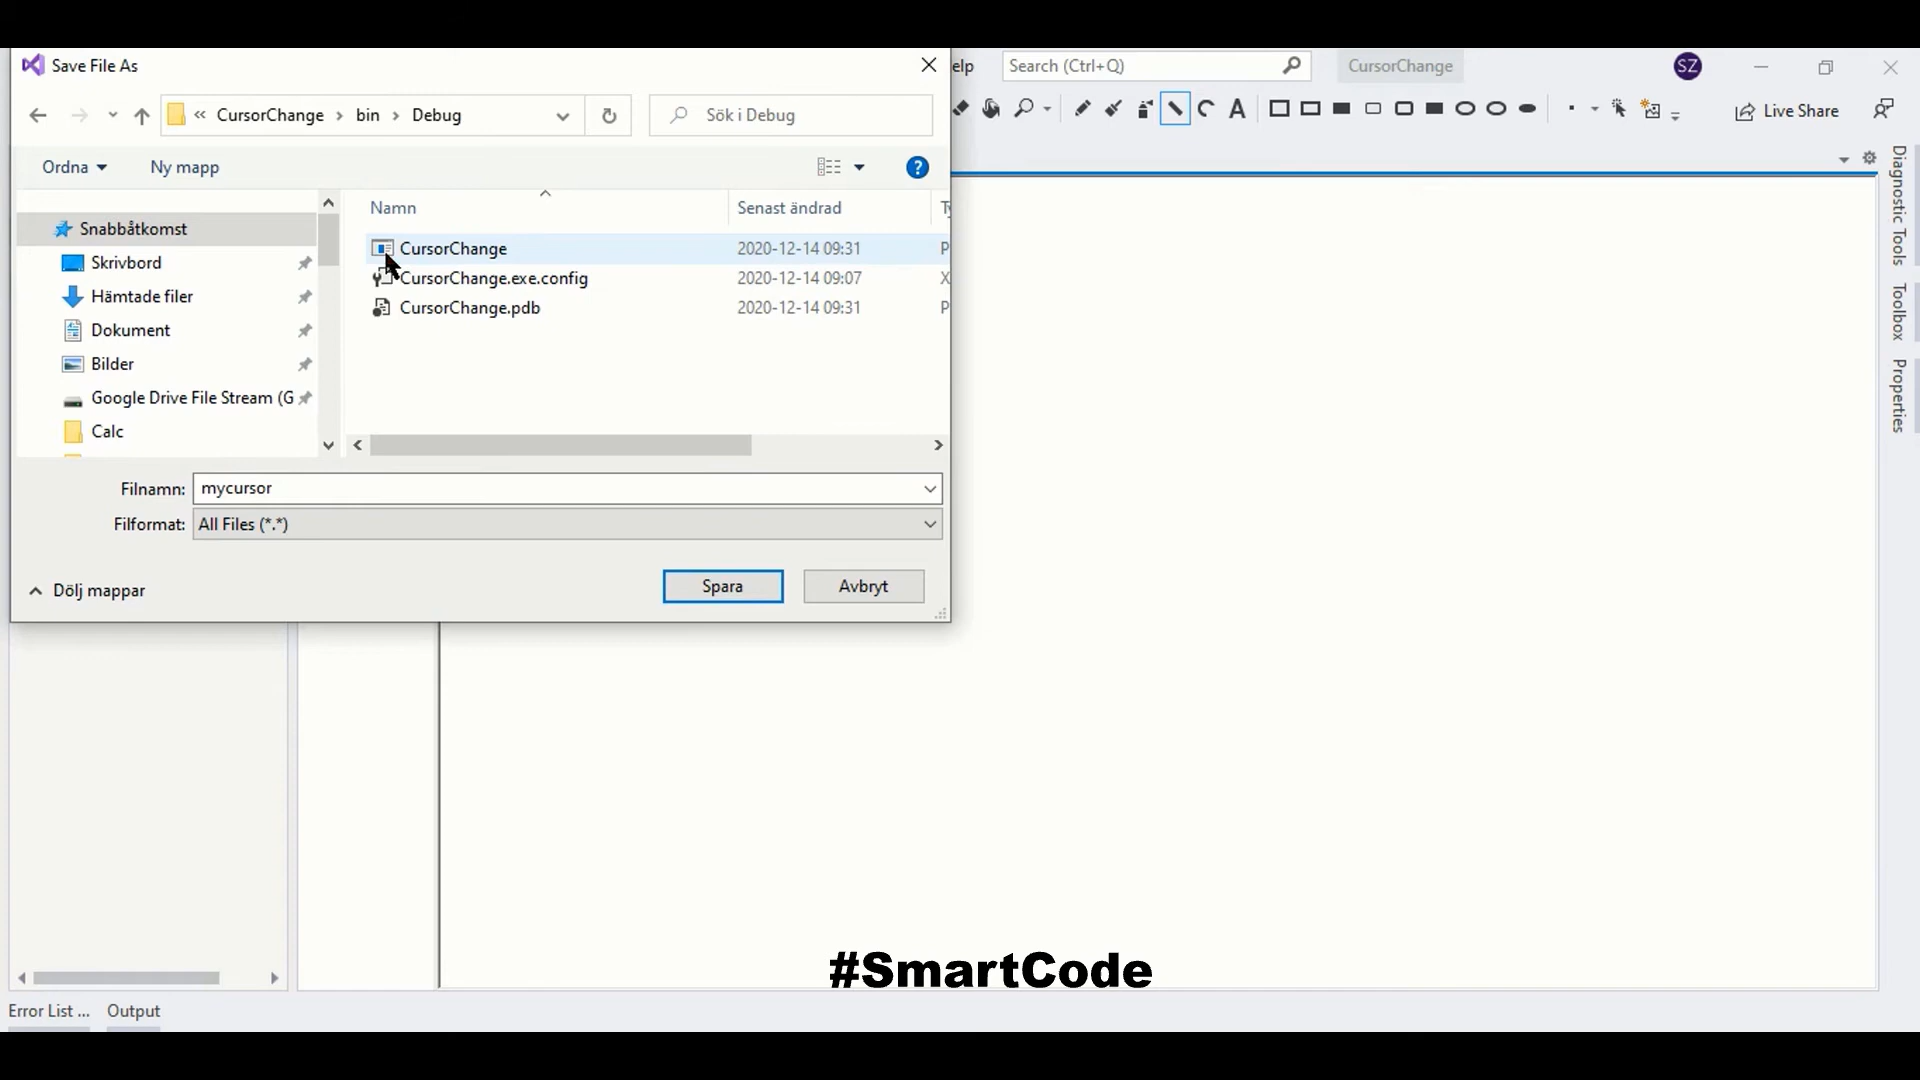 Save File As
elp
Search (Ctrl+Q)
CursorChange
SZ
« CursorChange › bin › Debug
Sök i Debug
Live Share
Ordna
Ny mapp
Namn
Senast ändrad
Snabbåtkomst
Skrivbord
Hämtade filer
Dokument
Bilder
Google Drive File Stream (G
Calc
CursorChange 2020-12-14 09:31 P
CursorChange.exe.config 2020-12-14 09:07 X
CursorChange.pdb 2020-12-14 09:31 P
Filnamn: mycursor
Filformat: All Files (*.*)
Dölj mappar
Spara
Avbryt
Diagnostic Tools
Toolbox
Properties
#SmartCode
Error List ...
Output